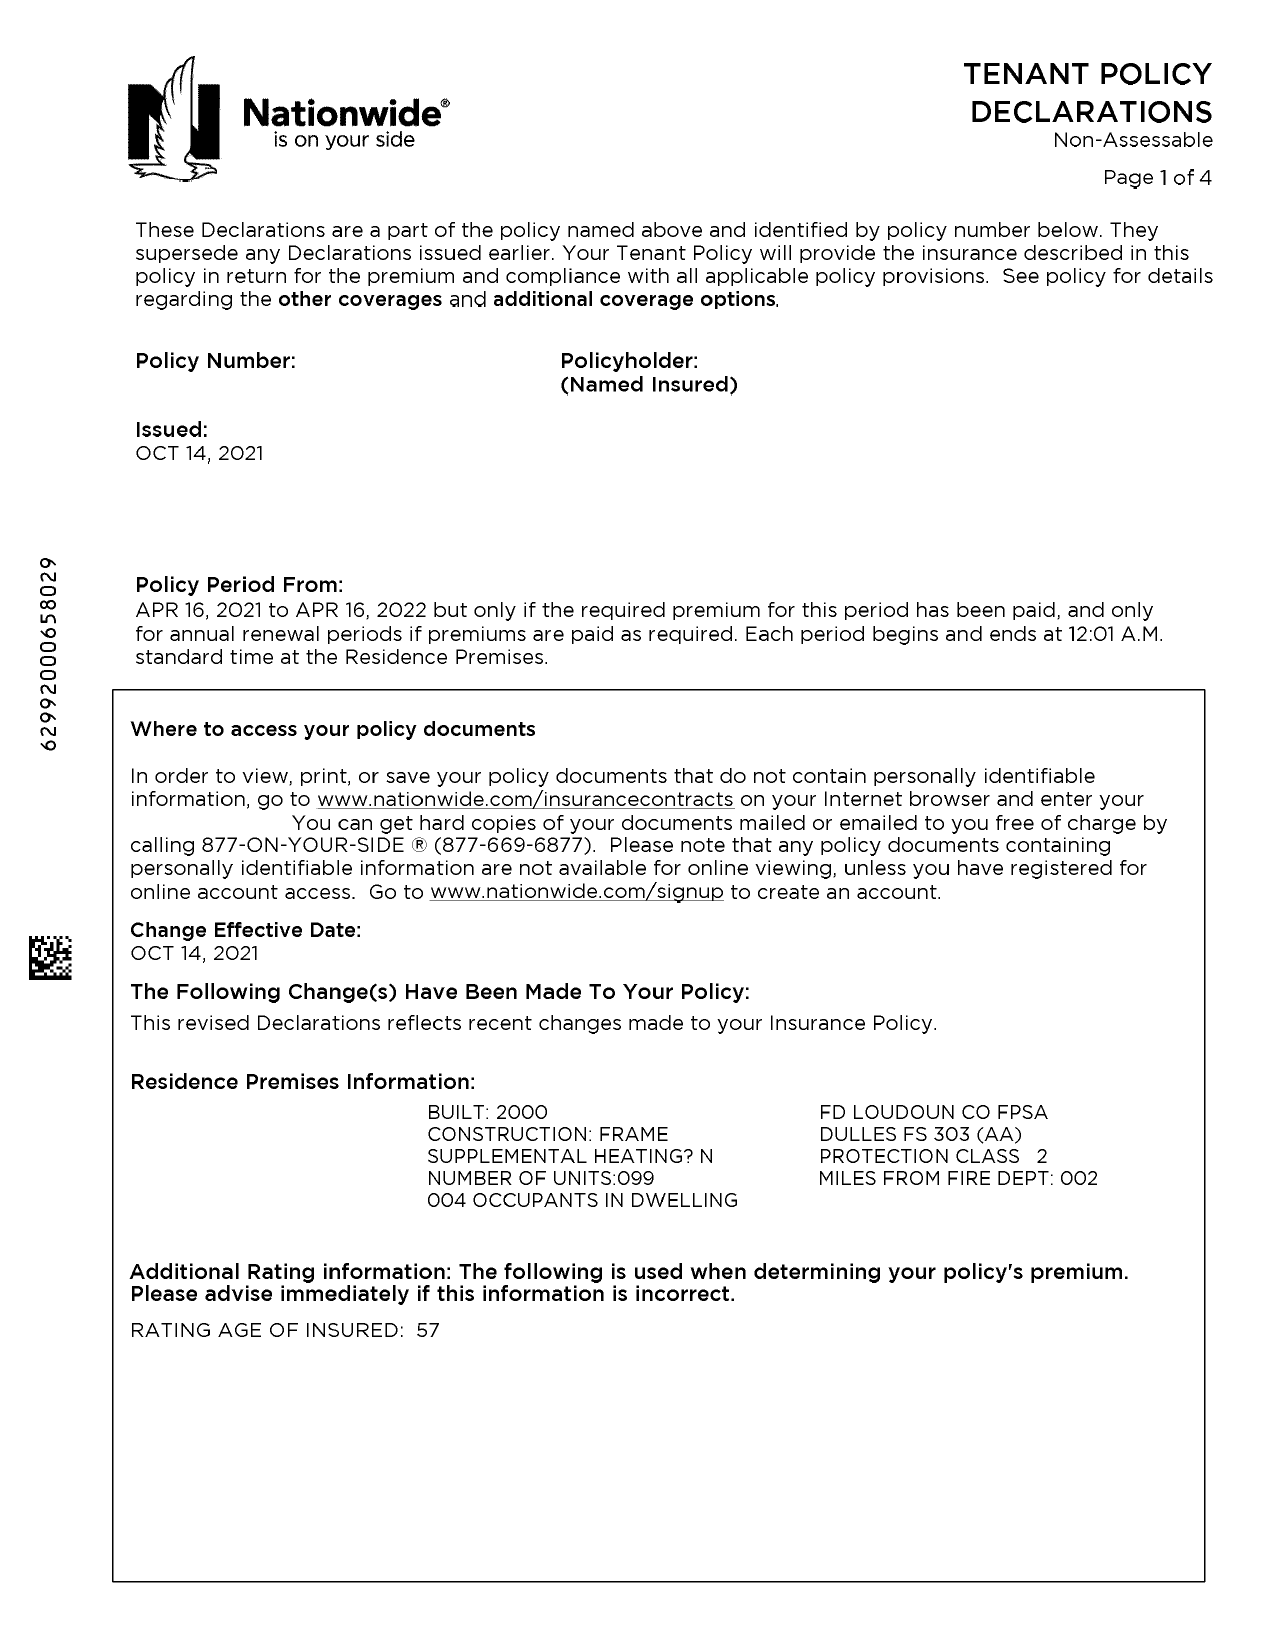 Nationwide®
is on your side
TENANT POLICY
DECLARATIONS
Non-Assessable
Page 1 of 4
These Declarations are a part of the policy named above and identified by policy number below. They
supersede any Declarations issued earlier. Your Tenant Policy will provide the insurance described in this
policy in return for the premium and compliance with all applicable policy provisions.  See policy for details
regarding the other coverages and additional coverage options.
Policy Number:
Policyholder:
(Named Insured)
Issued:
OCT 14, 2021
Policy Period From:
APR 16, 2021 to APR 16, 2022 but only if the required premium for this period has been paid, and only
for annual renewal periods if premiums are paid as required. Each period begins and ends at 12:01 A.M.
standard time at the Residence Premises.
629920000658029
Where to access your policy documents
In order to view, print, or save your policy documents that do not contain personally identifiable
information, go to www.nationwide.com/insurancecontracts on your Internet browser and enter your
You can get hard copies of your documents mailed or emailed to you free of charge by
calling 877-ON-YOUR-SIDE ® (877-669-6877).  Please note that any policy documents containing
personally identifiable information are not available for online viewing, unless you have registered for
online account access.  Go to www.nationwide.com/signup to create an account.
Change Effective Date:
OCT 14, 2021
The Following Change(s) Have Been Made To Your Policy:
This revised Declarations reflects recent changes made to your Insurance Policy.
Residence Premises Information:
BUILT: 2000
CONSTRUCTION: FRAME
SUPPLEMENTAL HEATING? N
NUMBER OF UNITS:099
004 OCCUPANTS IN DWELLING
FD LOUDOUN CO FPSA
DULLES FS 303 (AA)
PROTECTION CLASS   2
MILES FROM FIRE DEPT: 002
Additional Rating information: The following is used when determining your policy's premium.
Please advise immediately if this information is incorrect.
RATING AGE OF INSURED:  57